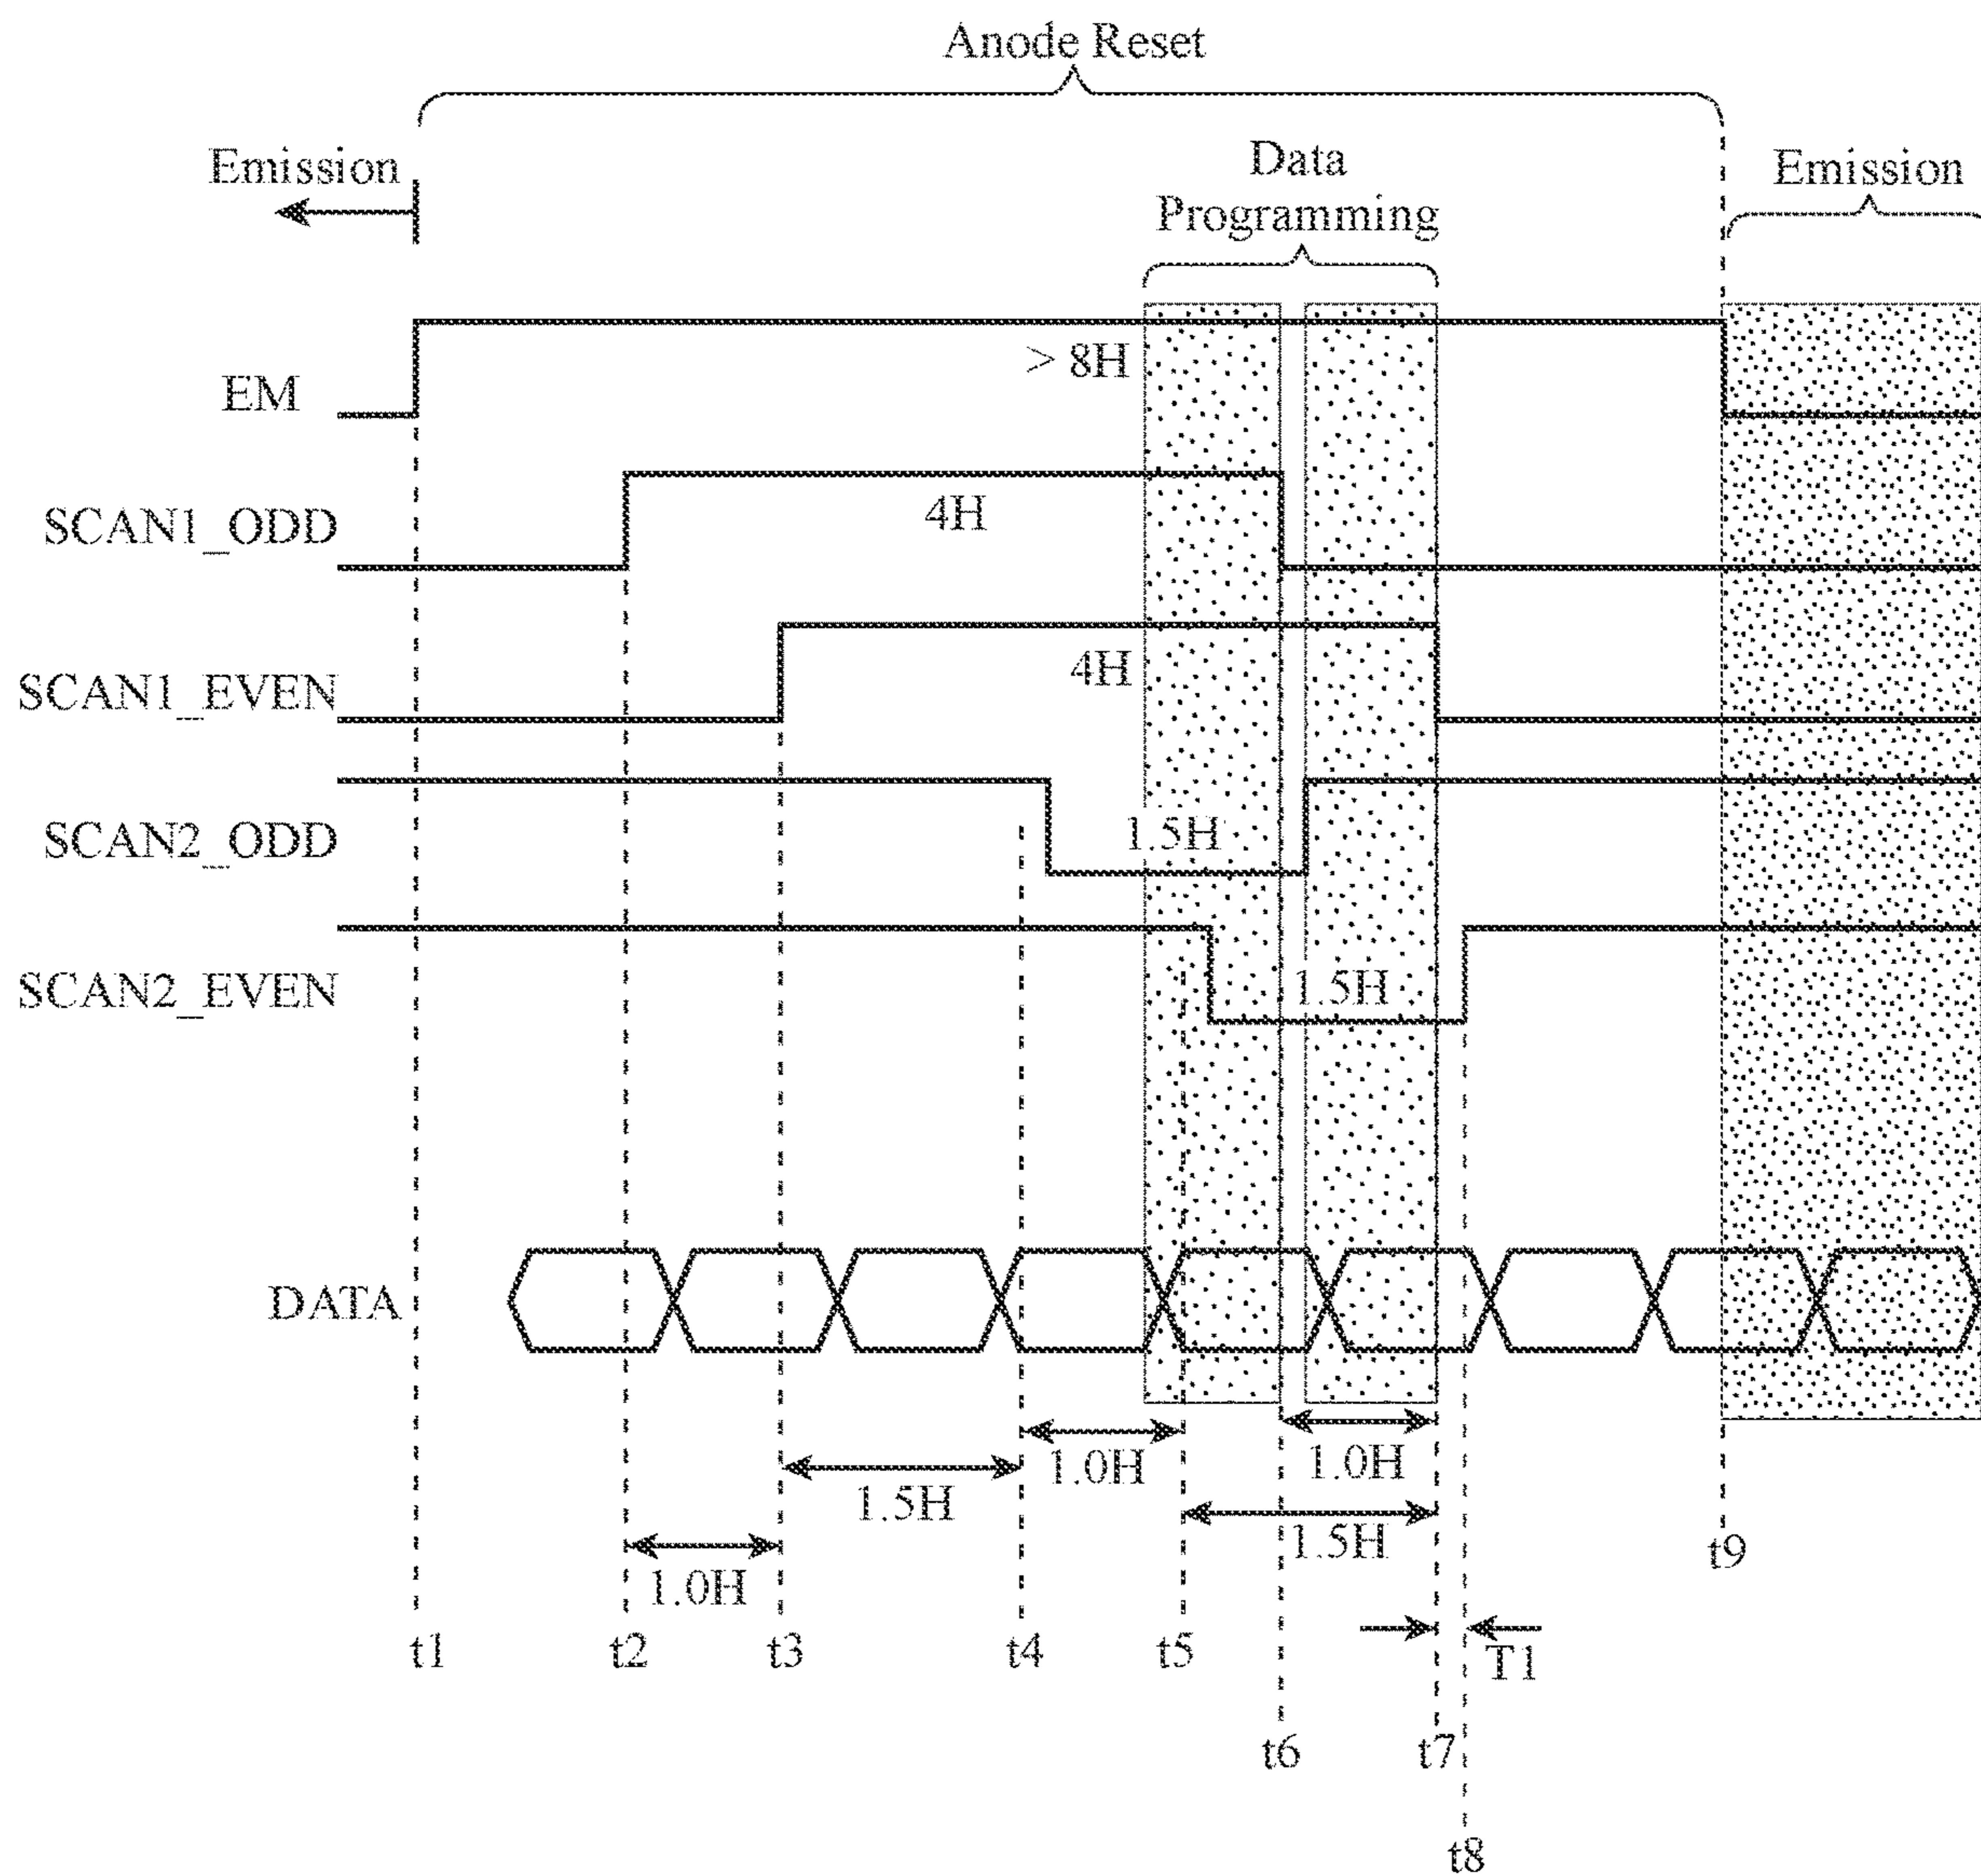 Anode Reset
Emission
Data
Programming
Emission
EM
> 8H
SCAN1_ODD
4H
SCAN1_EVEN
4H
SCAN2_ODD
1.5H
SCAN2_EVEN
1.5H
DATA
1.0H
1.0H
1.5H
1.5H
1.0H
t1
t2
t3
t4
t5
t6
t7
t8
t9
T1